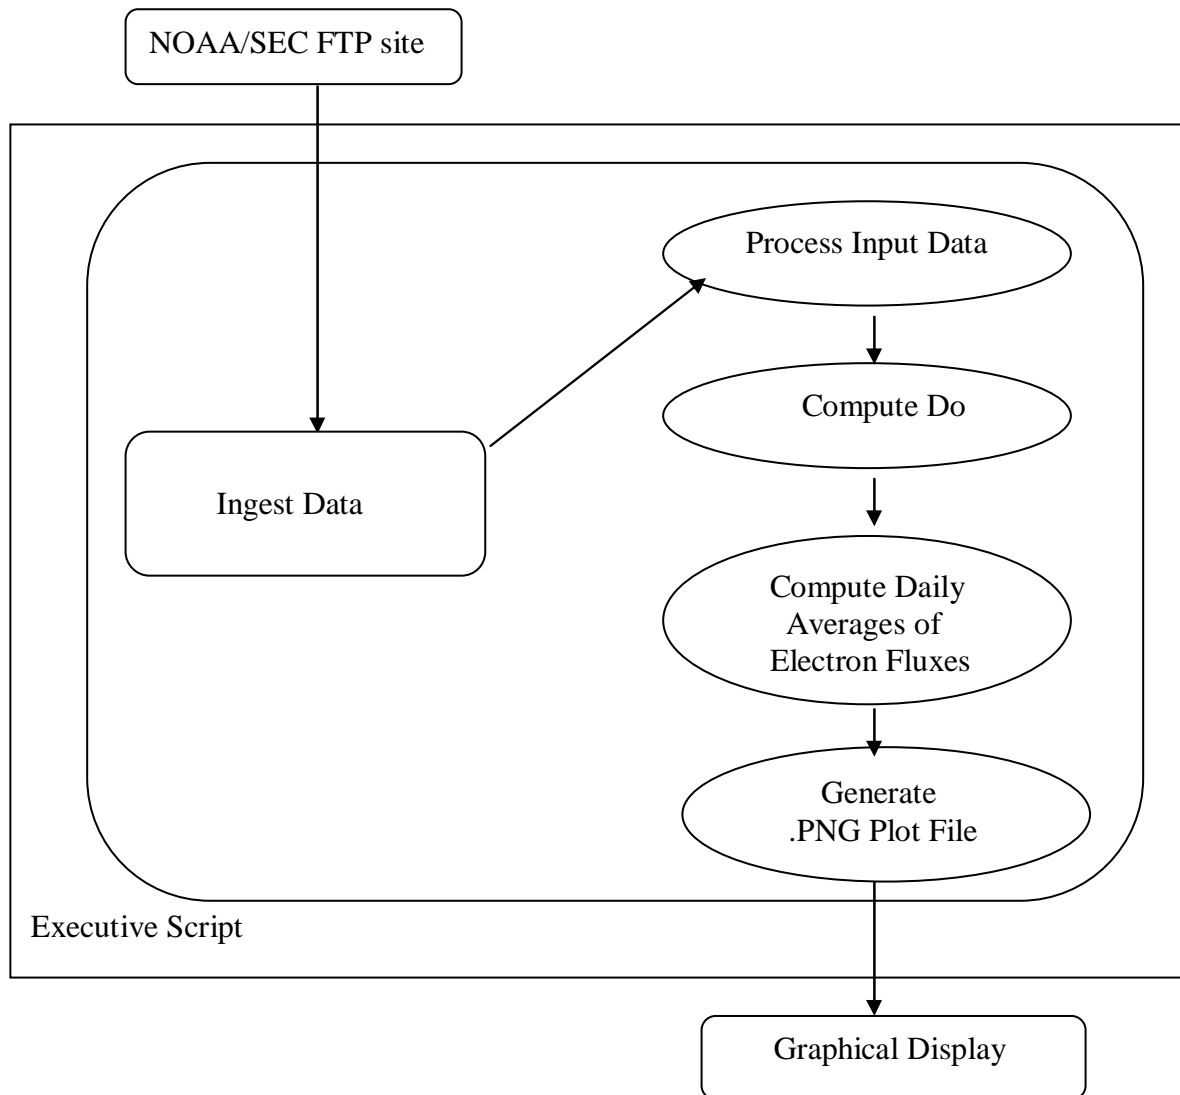 NOAA/SEC FTP site
Process Input Data
Compute Do
Ingest Data
Compute Daily
Averages of
Electron Fluxes
Generate
.PNG Plot File
Executive Script
Graphical Display